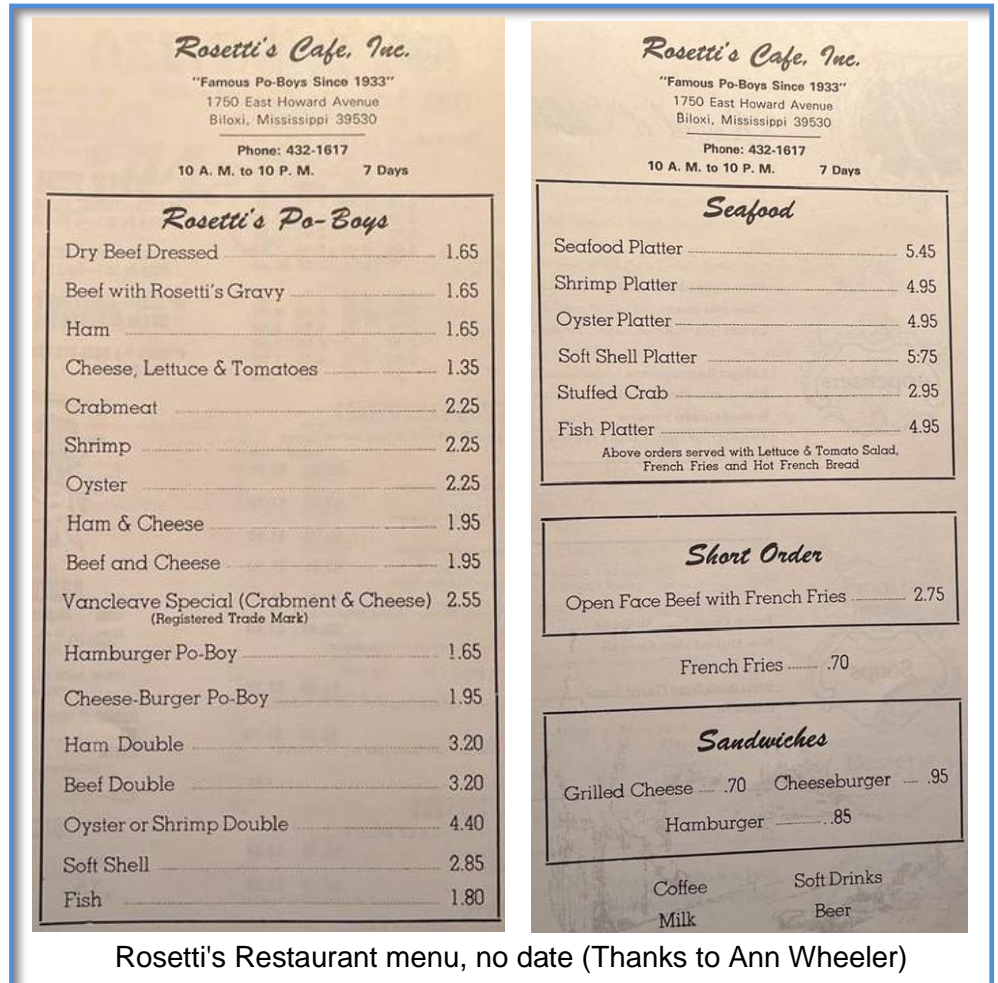 Rosetti's Cafe, Inc.
"Famous Po-Boys Since 1933"
1750 East Howard Avenue
Biloxi, Mississippi 39530
Phone: 432-1617
10 A. M. to 10 P. M. 7 Days
Rosetti's Po-Boys
Dry Beef Dressed 1.65
Beef with Rosetti's Gravy 1.65
Ham 1.65
Cheese, Lettuce & Tomatoes 1.35
Crabmeat 2.25
Shrimp 2.25
Oyster 2.25
Ham & Cheese 1.95
Beef and Cheese 1.95
Vancleave Special (Crabment & Cheese) 2.55
(Registered Trade Mark)
Hamburger Po-Boy 1.65
Cheese-Burger Po-Boy 1.95
Ham Double 3.20
Beef Double 3.20
Oyster or Shrimp Double 4.40
Soft Shell 2.85
Fish 1.80
Rosetti's Cafe, Inc.
"Famous Po-Boys Since 1933"
1750 East Howard Avenue
Biloxi, Mississippi 39530
Phone: 432-1617
10 A. M. to 10 P. M. 7 Days
Seafood
Seafood Platter 5.45
Shrimp Platter 4.95
Oyster Platter 4.95
Soft Shell Platter 5:75
Stuffed Crab 2.95
Fish Platter 4.95
Above orders served with Lettuce & Tomato Salad,
French Fries and Hot French Bread
Short Order
Open Face Beef with French Fries 2.75
French Fries .70
Sandwiches
Grilled Cheese .70 Cheeseburger .95
Hamburger .85
Coffee Soft Drinks
Milk Beer
Rosetti's Restaurant menu, no date (Thanks to Ann Wheeler)